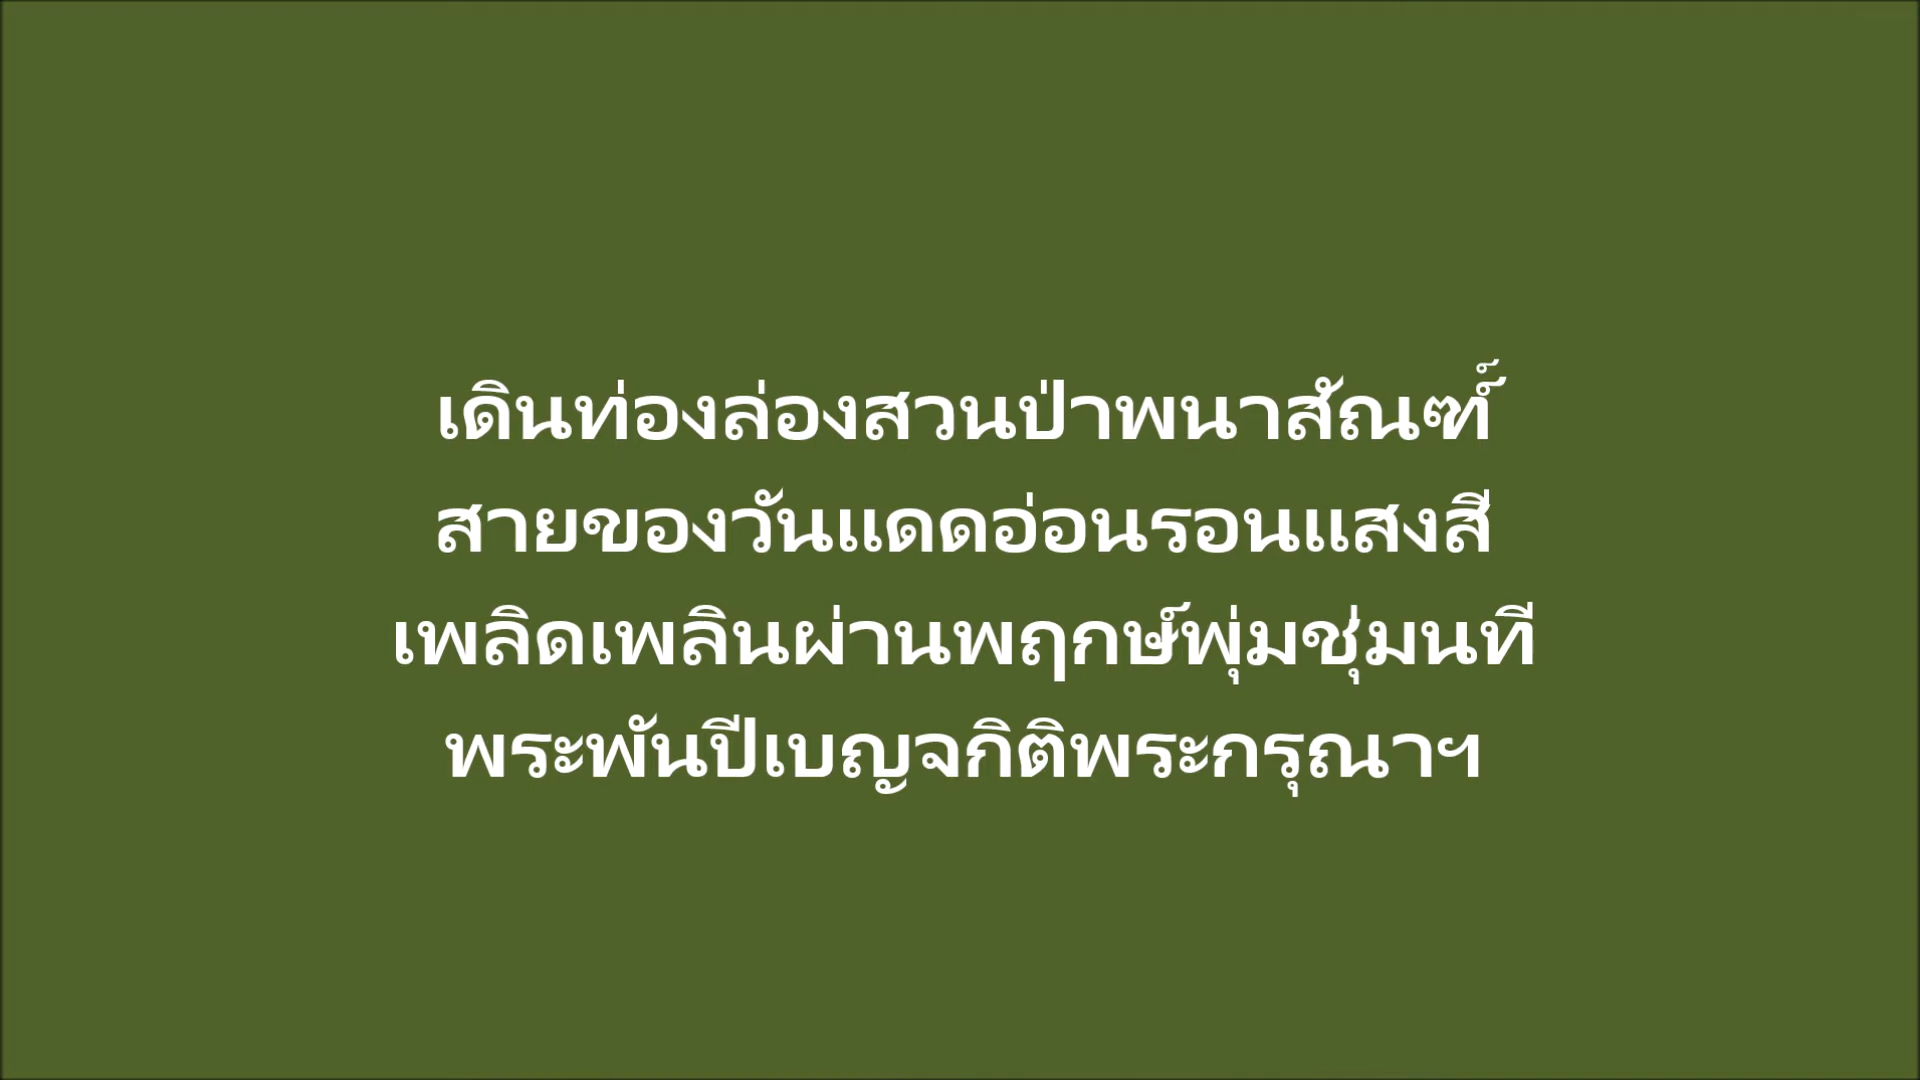 เดินท่องล่องสวนป่าพนาสัณฑ์์
สายของวันแดดอ่อนรอนแสงสี
เพลิดเพลินผ่านพฤกษ์พุ่มชุ่มนที
พระพันปีเบญจกิติพระกรุณาฯ